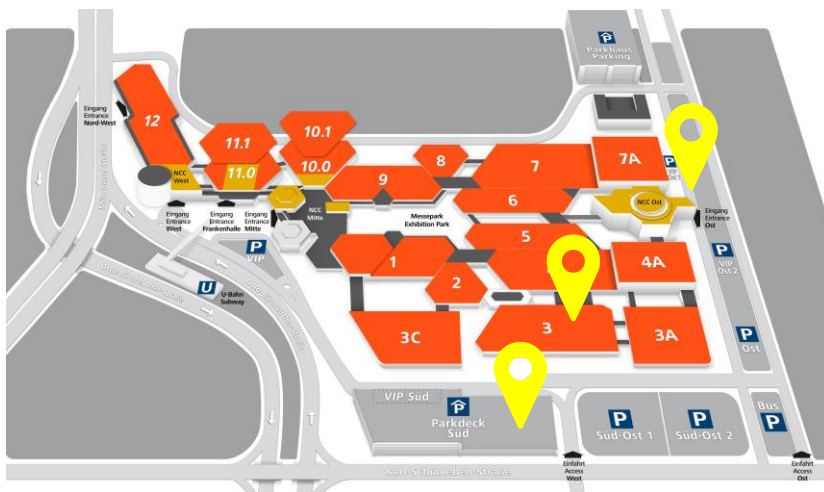 P
Parkhaus
Parking
Eingang
Entrance
Nord-West
12
11.1
10.1
11.0
10.0
8
7
7A
P
NCC
West
9
6
NCC Ost
Eingang
Entrance
West
Eingang
Entrance
Frankenhalle
Eingang
Entrance
Mitte
NCC
Mitte
Messepark
Exhibition Park
Eingang
Entrance
Ost
P
VIP
1
5
4A
P
VIP
Ost 2
U
U-Bahn
Subway
2
3C
3
3A
P
Ost
VIP Süd
P
Parkdeck
Süd
P
Süd-Ost 1
P
Süd-Ost 2
Bus
P
Karl-Schönleben-Straße
Einfahrt
Access
West
Einfahrt
Access
Ost